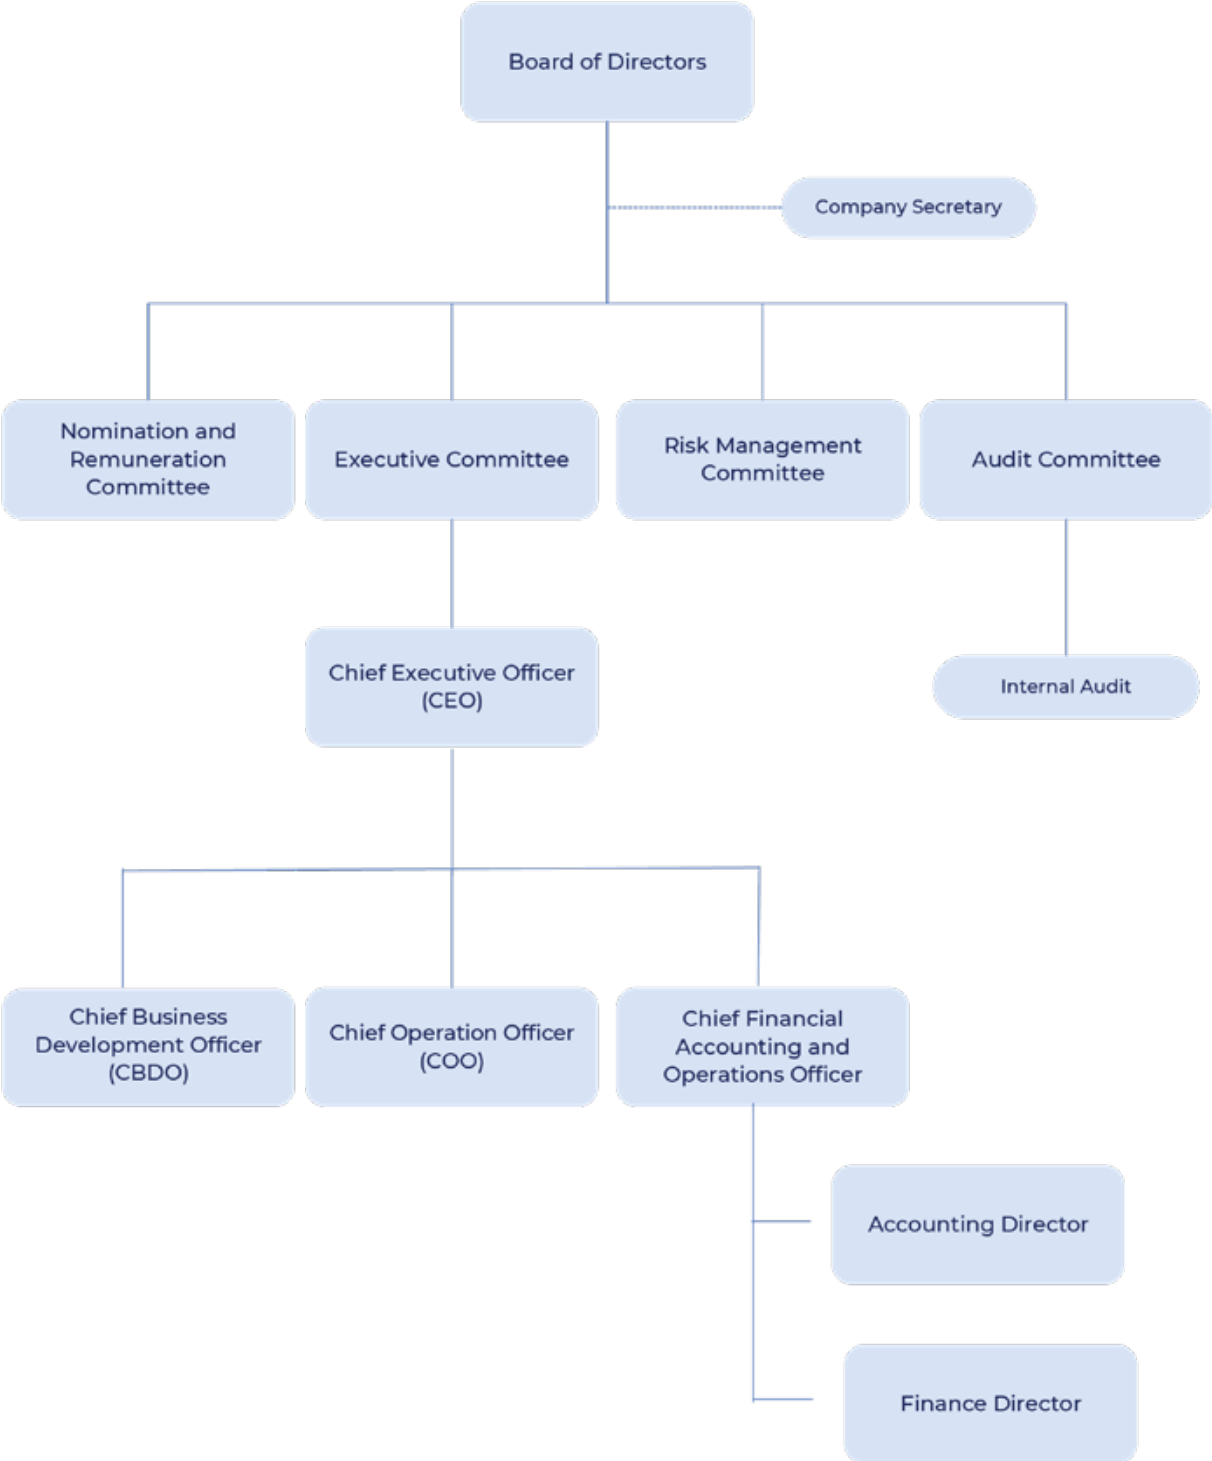 Board of Directors
Company Secretary
Nomination and
Remuneration
Committee
Executive Committee
Risk Management
Committee
Audit Committee
Chief Executive Officer
(CEO)
Internal Audit
Chief Business
Development Officer
(CBDO)
Chief Operation Officer
(COO)
Chief Financial
Accounting and
Operations Officer
Accounting Director
Finance Director